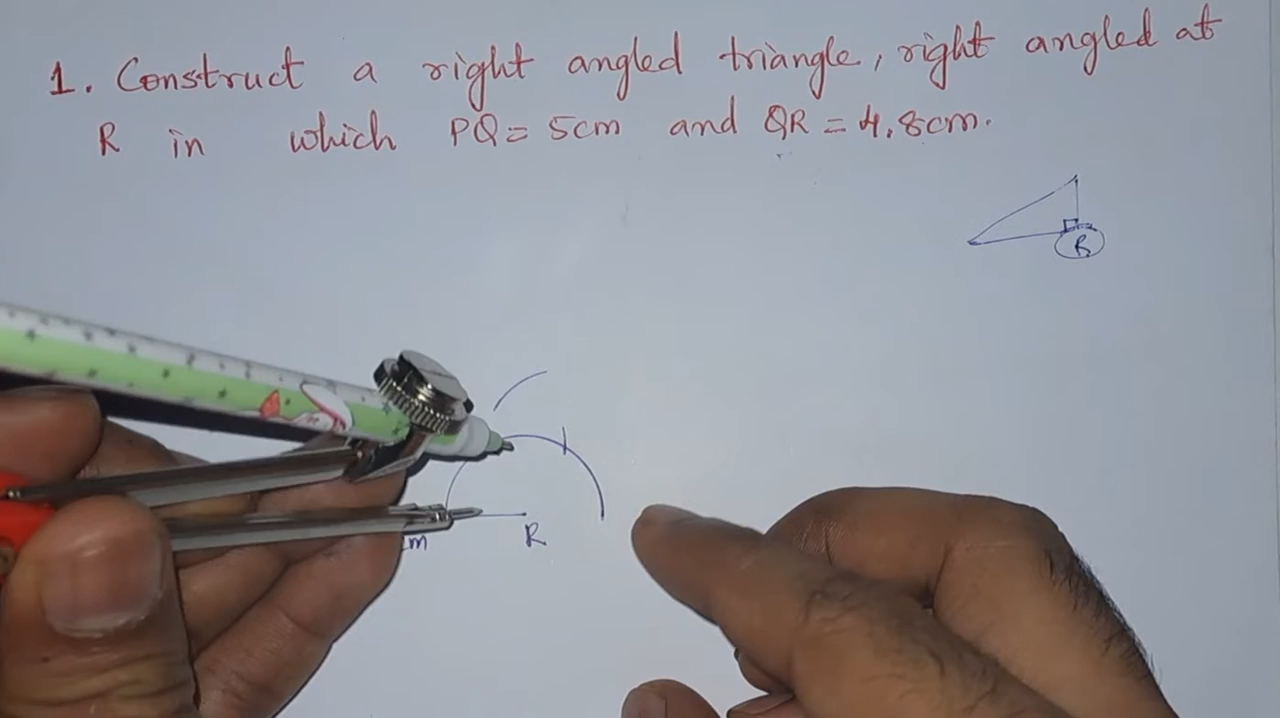 1. Construct a right angled triangle, right angled at
R in which PQ = 5cm and QR = 4.8cm.
R
m R